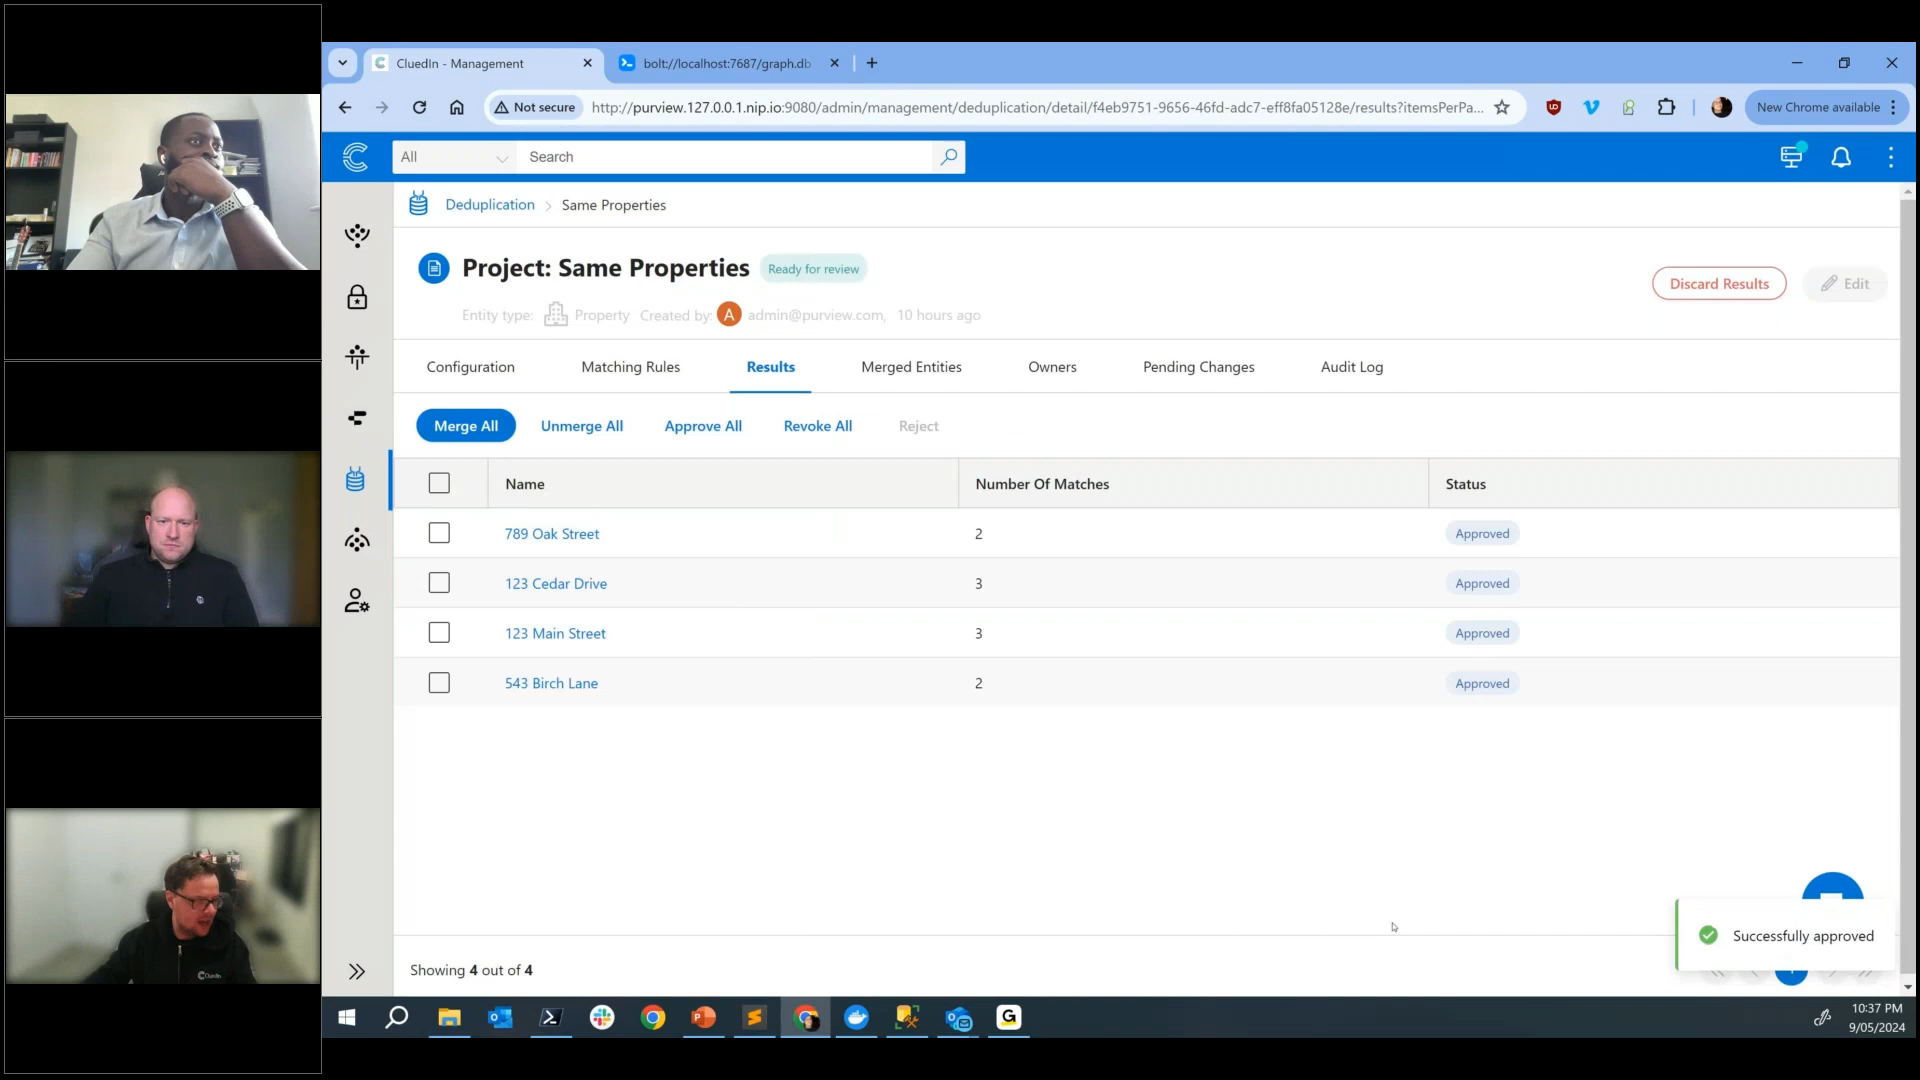 CluedIn - Management
bolt://localhost:7687/graph.db
Not secure
http://purview.127.0.0.1.nip.io:9080/admin/management/deduplication/detail/f4eb9751-9656-46fd-adc7-eff8fa05128e/results?itemsPerPa...
New Chrome available
All
Search
Deduplication > Same Properties
Project: Same Properties
Ready for review
Discard Results
Edit
Entity type: Property Created by: A admin@purview.com, 10 hours ago
Configuration
Matching Rules
Results
Merged Entities
Owners
Pending Changes
Audit Log
Merge All
Unmerge All
Approve All
Revoke All
Reject
Name
Number Of Matches
Status
789 Oak Street
2
Approved
123 Cedar Drive
3
Approved
123 Main Street
3
Approved
543 Birch Lane
2
Approved
Successfully approved
Showing 4 out of 4
10:37 PM
9/05/2024
CluedIn